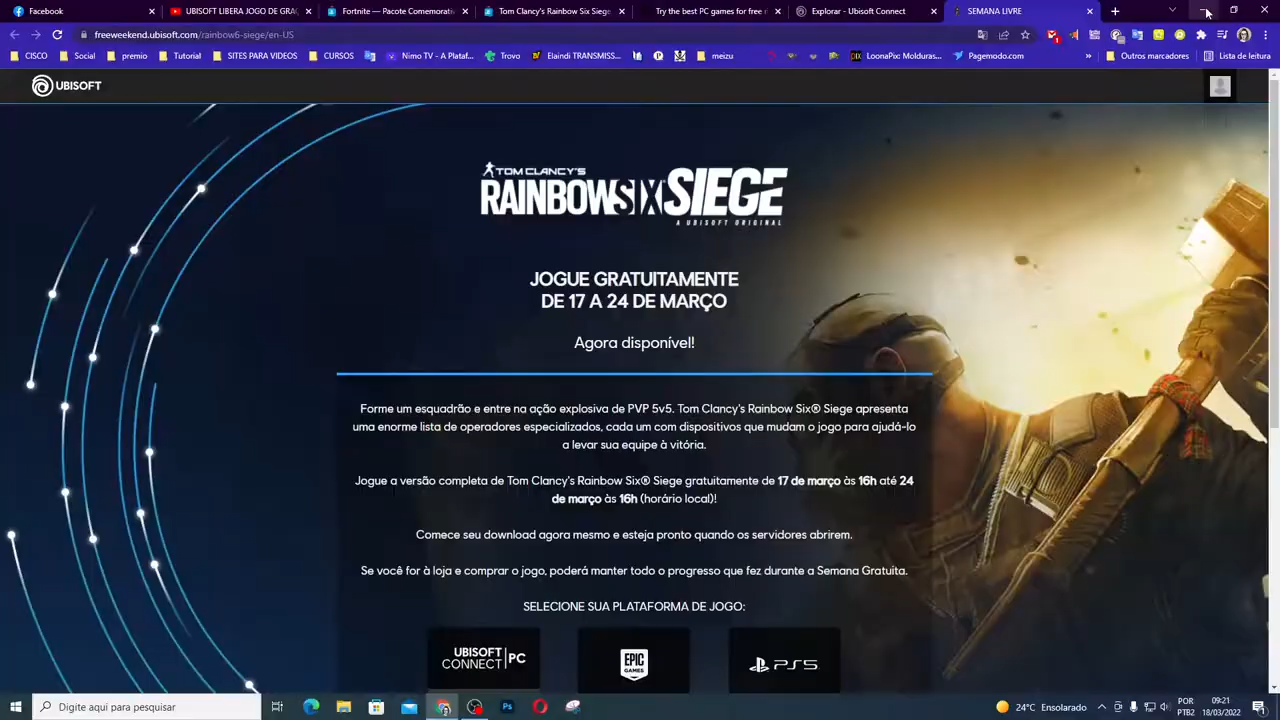 Facebook
UBISOFT LIBERA JOGO DE GRAÇ
Fortnite — Pacote Comemorativ
Tom Clancy's Rainbow Six Siege
Try the best PC games for free n
Explorar - Ubisoft Connect
SEMANA LIVRE
freeweekend.ubisoft.com/rainbow6-siege/en-US
CISCO
Social
premio
Tutorial
SITES PARA VIDEOS
CURSOS
Nimo TV - A Plataf...
Trovo
Elaindi TRANSMISS...
meizu
LoonaPix: Molduras...
Pagemodo.com
»
Outros marcadores
Lista de leitura
UBISOFT
TOM CLANCY'S
RAINBOWSIX SIEGE
A UBISOFT ORIGINAL
JOGUE GRATUITAMENTE
DE 17 A 24 DE MARÇO
Agora disponível!
Forme um esquadrão e entre na ação explosiva de PVP 5v5. Tom Clancy's Rainbow Six® Siege apresenta
uma enorme lista de operadores especializados, cada um com dispositivos que mudam o jogo para ajudá-lo
a levar sua equipe à vitória.
Jogue a versão completa de Tom Clancy's Rainbow Six® Siege gratuitamente de 17 de março às 16h até 24
de março às 16h (horário local)!
Comece seu download agora mesmo e esteja pronto quando os servidores abrirem.
Se você for à loja e comprar o jogo, poderá manter todo o progresso que fez durante a Semana Gratuita.
SELECIONE SUA PLATAFORMA DE JOGO:
UBISOFT
CONNECT | PC
EPIC
GAMES
PS5
Digite aqui para pesquisar
24°C Ensolarado
POR
PTB2
09:21
18/03/2022